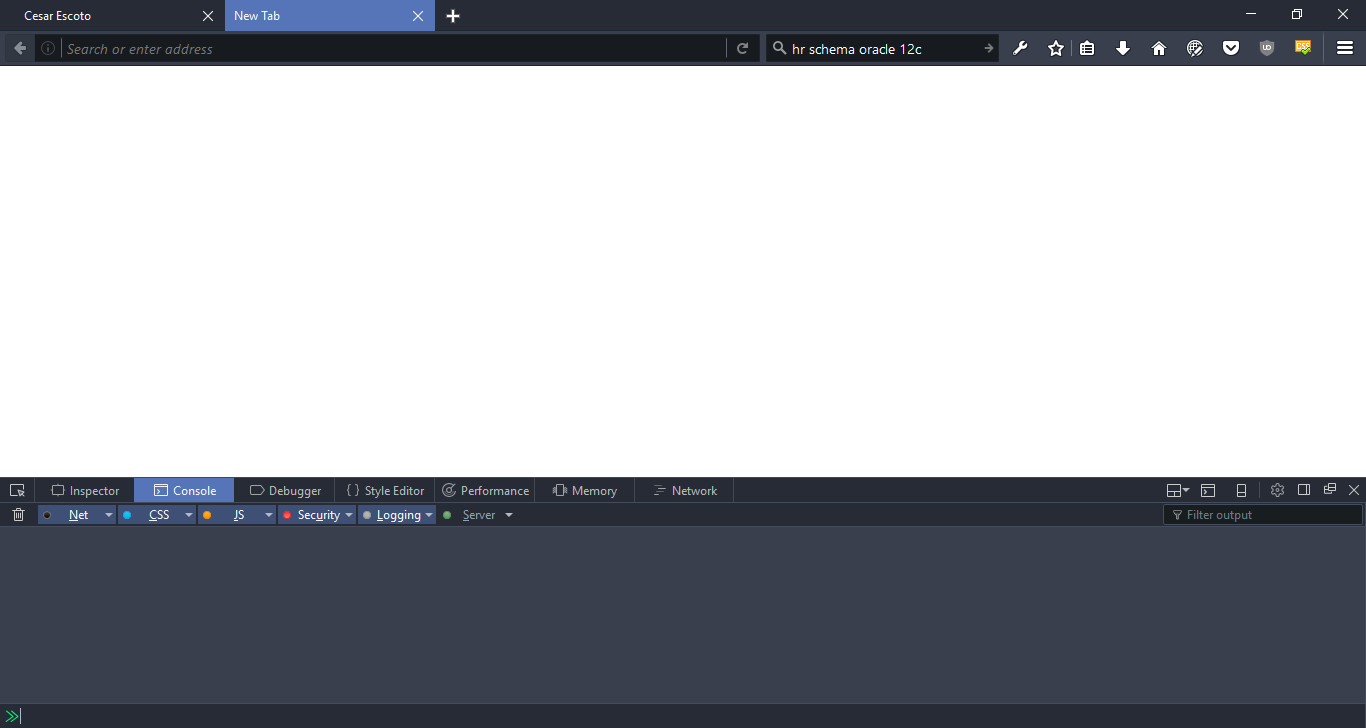 Cesar Escoto
New Tab
Search or enter address
hr schema oracle 12c
Inspector
Console
Debugger
{ } Style Editor
Performance
Memory
Network
Net
CSS
JS
Security
Logging
Server
Filter output